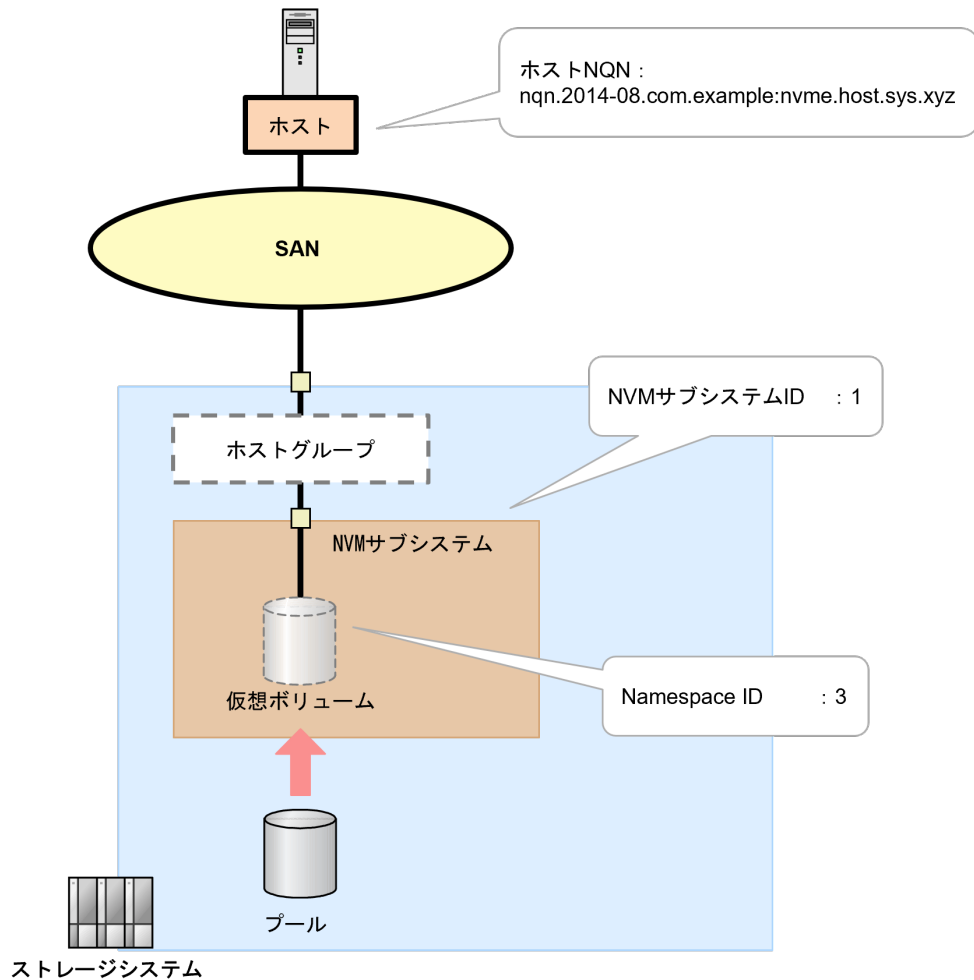 ホストNQN：
nqn.2014-08.com.example:nvme.host.sys.xyz
ホスト
SAN
NVMサブシステムID ：1
ホストグループ
NVMサブシステム
仮想ボリューム
Namespace ID ：3
プール
ストレージシステム